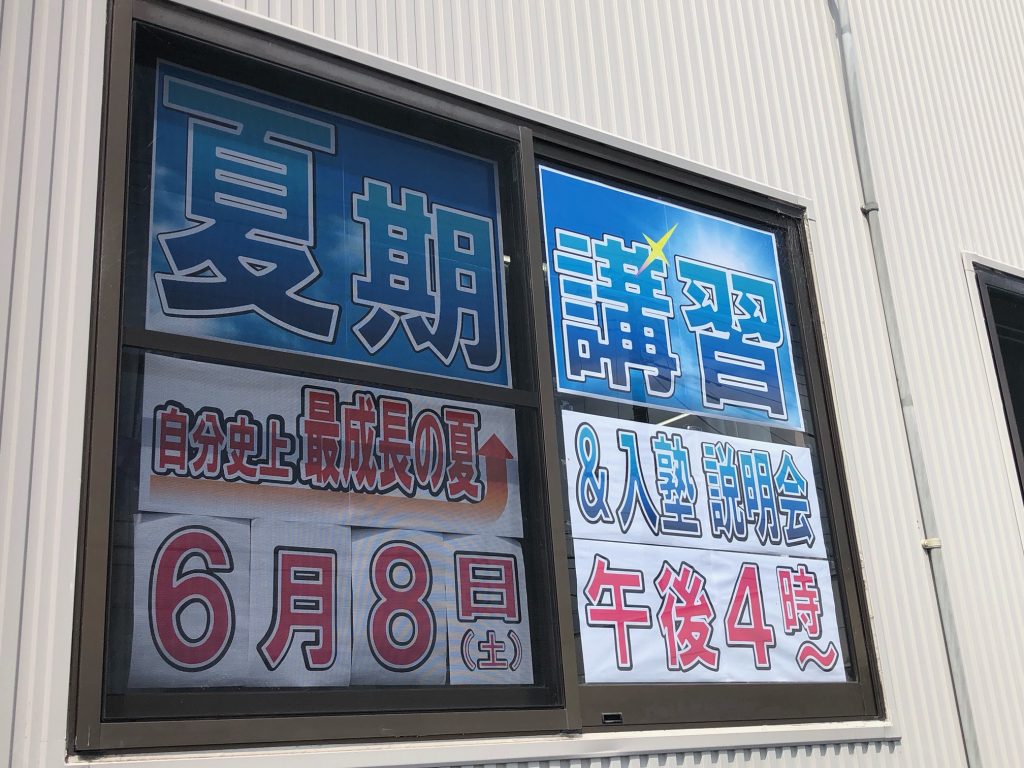 夏期講習
自分史上 最成長の夏
&入塾 説明会
6月8日(土)
午後4時～